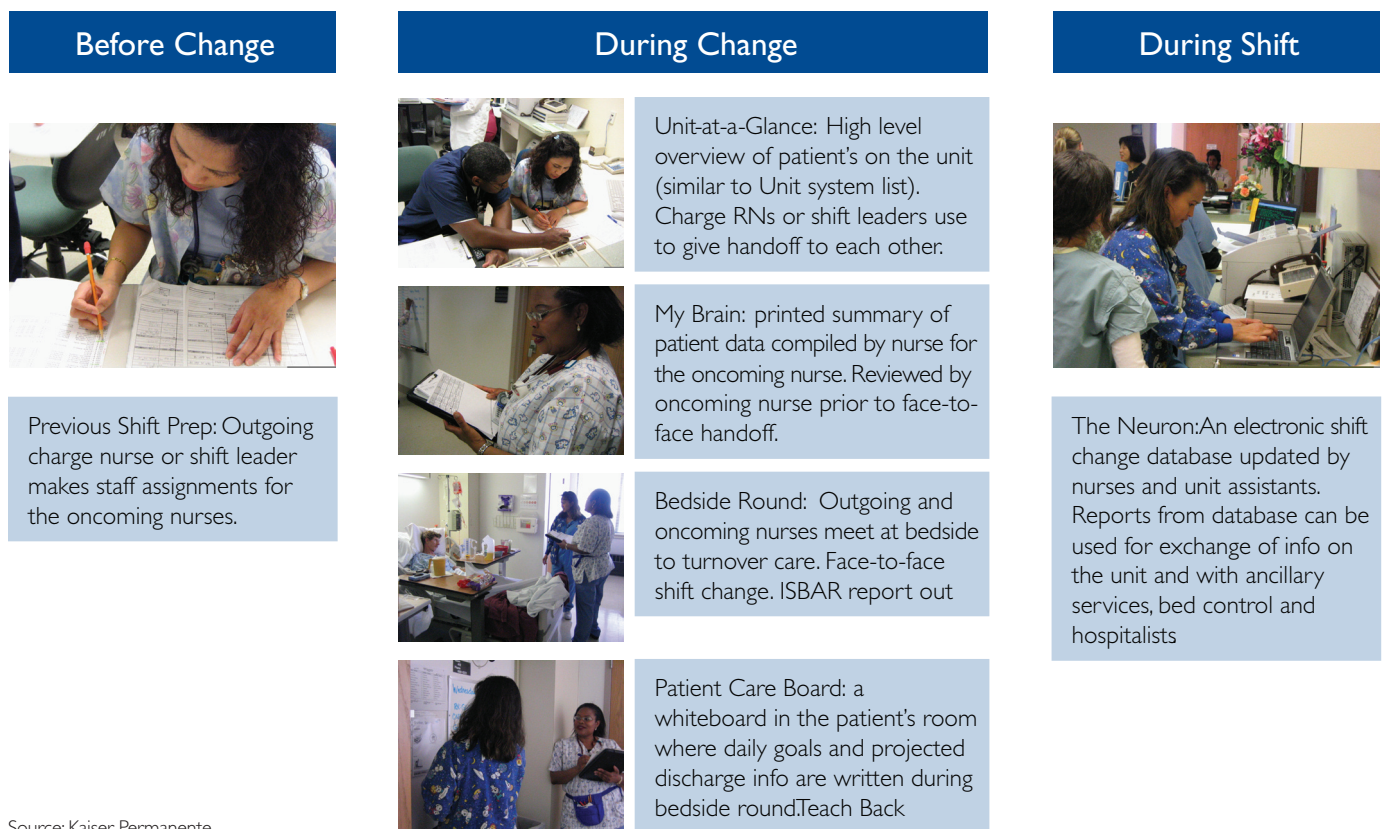 Before Change
Previous Shift Prep: Outgoing
charge nurse or shift leader
makes staff assignments for
the oncoming nurses.
During Change
Unit-at-a-Glance: High level
overview of patient's on the unit
(similar to Unit system list).
Charge RNs or shift leaders use
to give handoff to each other.
My Brain: printed summary of
patient data compiled by nurse for
the oncoming nurse. Reviewed by
oncoming nurse prior to face-to-
face handoff.
Bedside Round: Outgoing and
oncoming nurses meet at bedside
to turnover care. Face-to-face
shift change. ISBAR report out
Patient Care Board: a
whiteboard in the patient's room
where daily goals and projected
discharge info are written during
bedside round.Teach Back
During Shift
The Neuron:An electronic shift
change database updated by
nurses and unit assistants.
Reports from database can be
used for exchange of info on
the unit and with ancillary
services, bed control and
hospitalists
Source: Kaiser Permanente